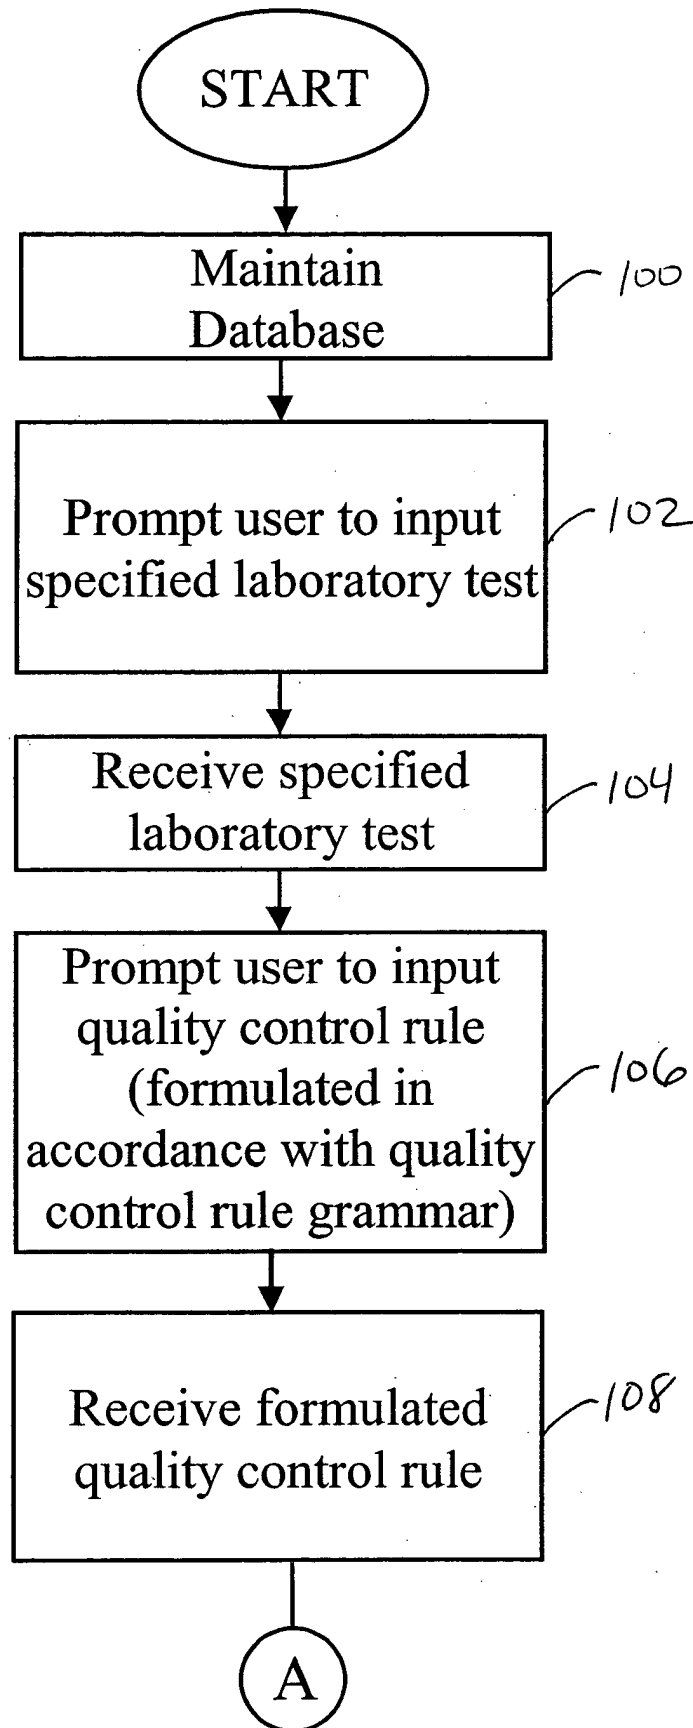 START
Maintain
Database
100
Prompt user to input
specified laboratory test
102
Receive specified
laboratory test
104
Prompt user to input
quality control rule
(formulated in
accordance with quality
control rule grammar)
106
Receive formulated
quality control rule
108
A